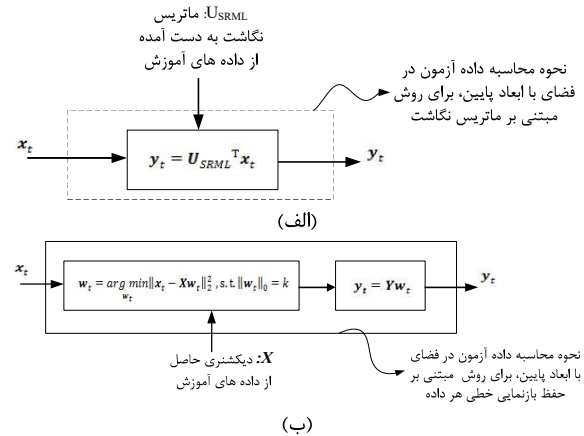 U_SRML: ماتریس
نگاشت به دست آمده
از داده های آموزش
نحوه محاسبه داده آزمون در
فضای با ابعاد پایین، برای روش
مبتنی بر ماتریس نگاشت
x_t
y_t = U_SRML^T x_t
y_t
(الف)
x_t
w_t = arg min_{w_t} ‖x_t − Xw_t‖_2^2 , s.t. ‖w_t‖_0 = k
y_t = Yw_t
y_t
X: دیکشنری حاصل
از داده های آموزش
نحوه محاسبه داده آزمون در فضای
با ابعاد پایین، برای روش مبتنی بر
حفظ بازنمایی خطی هر داده
(ب)